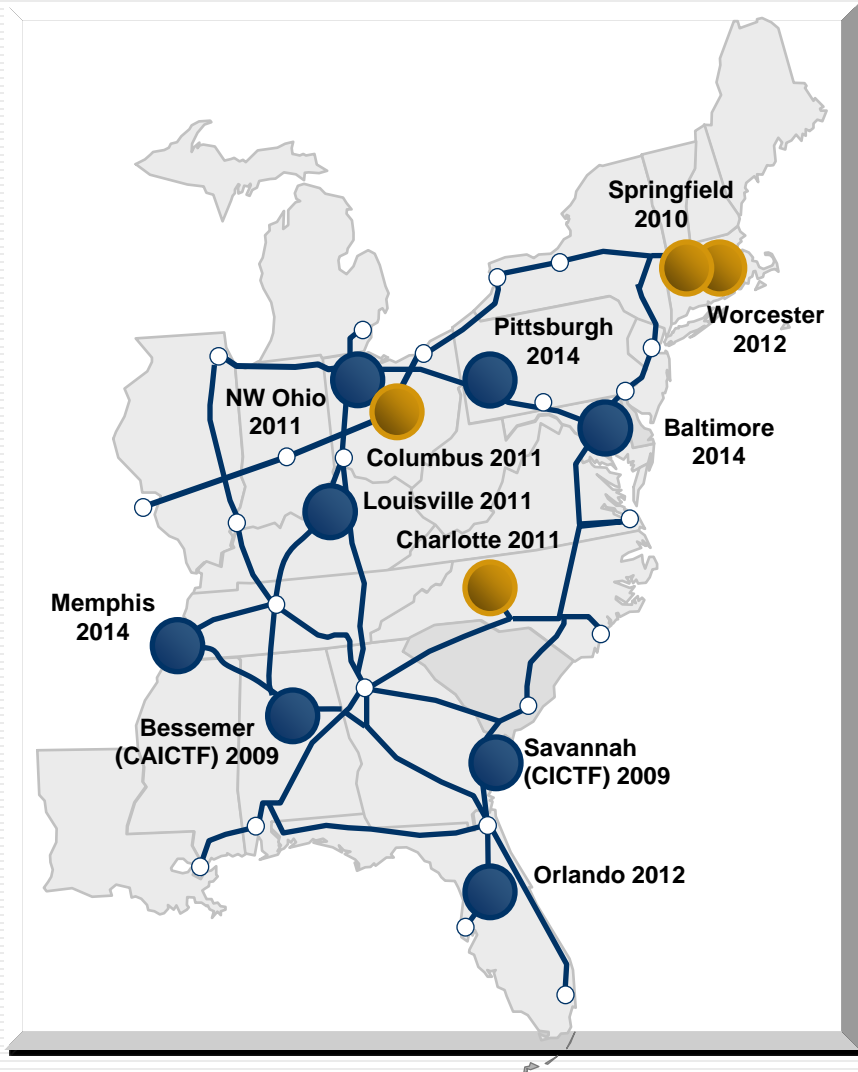 Springfield
2010
Worcester
2012
Pittsburgh
2014
NW Ohio
2011
Baltimore
2014
Columbus 2011
Louisville 2011
Charlotte 2011
Memphis
2014
Bessemer
(CAICTF) 2009
Savannah
(CICTF) 2009
Orlando 2012